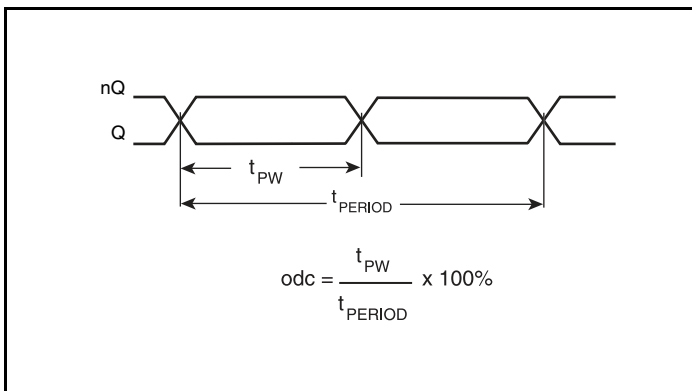 nQ
Q
tPW
tPERIOD
odc = tPW / tPERIOD x 100%